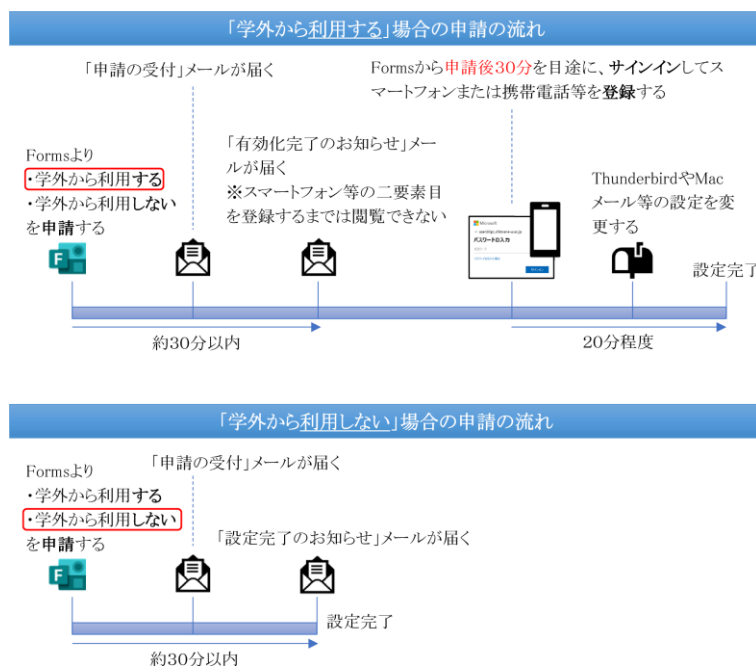 「学外から利用する」場合の申請の流れ
「申請の受付」メールが届く
Formsから申請後30分を目途に、サインインしてス
マートフォンまたは携帯電話等を登録する
「有効化完了のお知らせ」メー
ルが届く
※スマートフォン等の二要素目
を登録するまでは閲覧できない
Formsより
・学外から利用する
・学外から利用しない
を申請する
ThunderbirdやMac
メール等の設定を変
更する
Microsoft
パスワードの入力
設定完了
約30分以内
20分程度
「学外から利用しない」場合の申請の流れ
「申請の受付」メールが届く
Formsより
・学外から利用する
・学外から利用しない
を申請する
「設定完了のお知らせ」メールが届く
設定完了
約30分以内